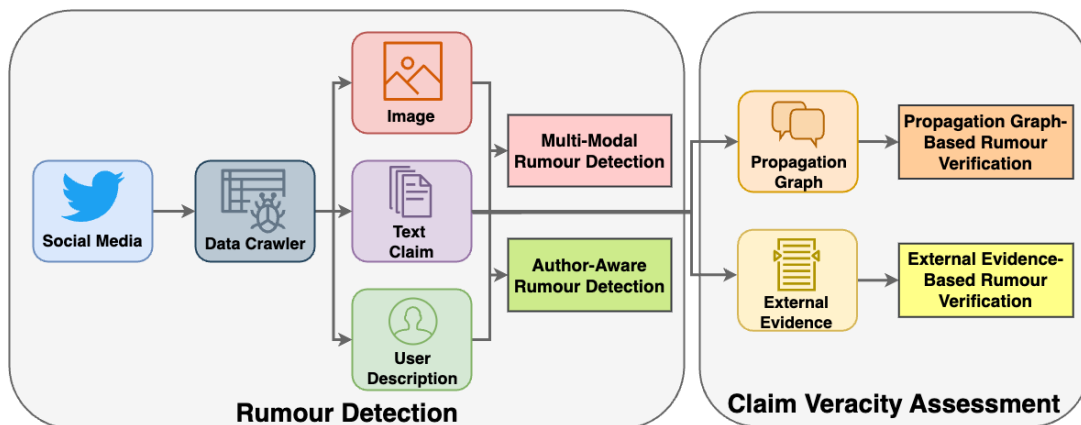 Social Media
Data Crawler
Image
Text
Claim
User
Description
Multi-Modal
Rumour Detection
Author-Aware
Rumour Detection
Rumour Detection
Propagation
Graph
Propagation Graph-
Based Rumour
Verification
External
Evidence
External Evidence-
Based Rumour
Verification
Claim Veracity Assessment